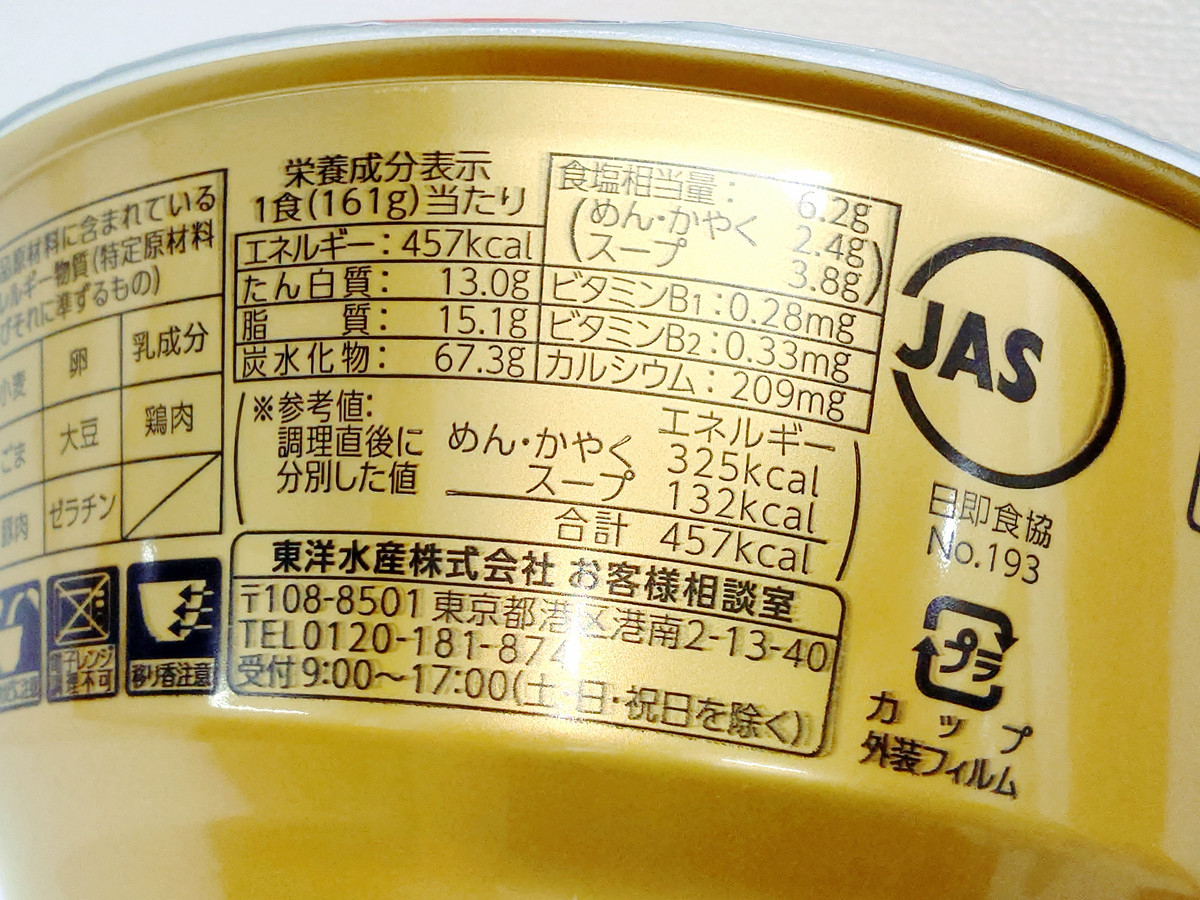 品原材料に含まれている
レルギー物質(特定原材料
びそれに準ずるもの)
小麦 卵 乳成分
ごま 大豆 鶏肉
豚肉 ゼラチン
電子レンジ
調理不可
移り香注意
栄養成分表示
1食(161g)当たり
エネルギー:457kcal
たん白質: 13.0g
脂 質: 15.1g
炭水化物: 67.3g
食塩相当量: 6.2g
(めん・かやく 2.4g
スープ 3.8g)
ビタミンB1:0.28mg
ビタミンB2:0.33mg
カルシウム:209mg
(※参考値:
調理直後に
分別した値
エネルギー
めん・かやく 325kcal
スープ 132kcal
合計 457kcal)
東洋水産株式会社 お客様相談室
〒108-8501 東京都港区港南2-13-40
TEL0120-181-874
受付 9:00〜17:00(土・日・祝日を除く)
JAS
日即食協
No.193
プラ
カップ
外装フィルム